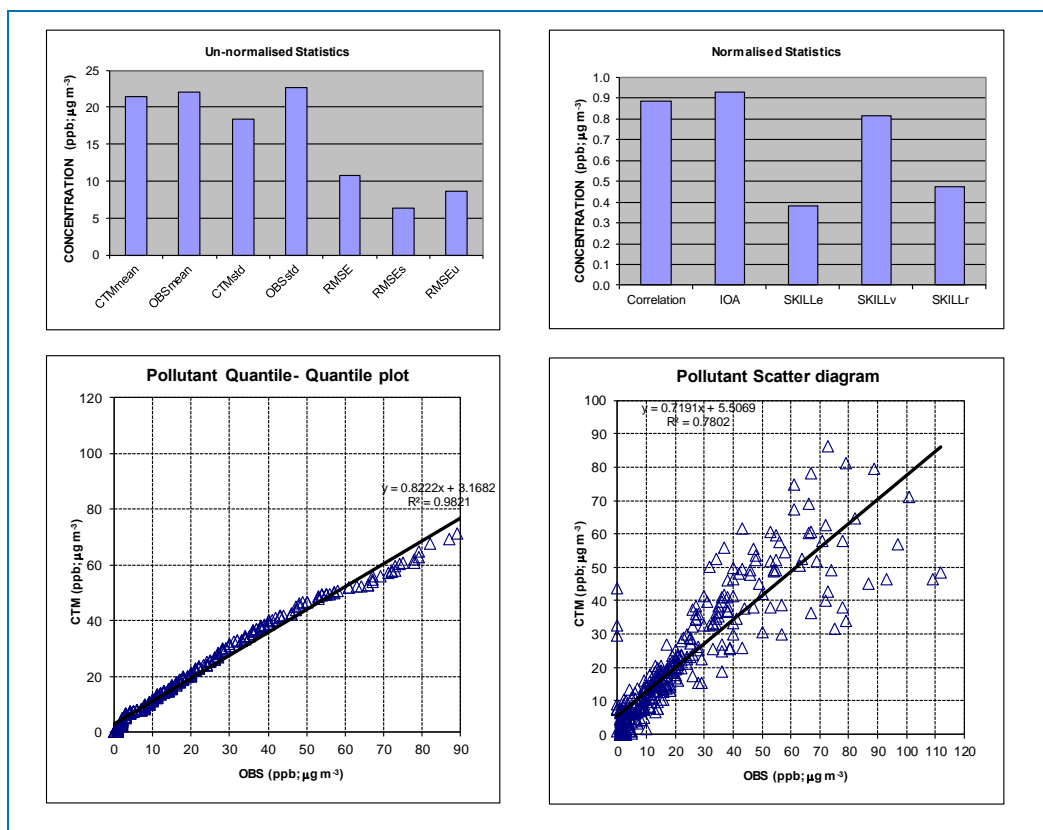 Un-normalised Statistics
CONCENTRATION (ppb; µg m-3)
25
20
15
10
5
0
CTMmean
OBSmean
CTMstd
OBSstd
RMSE
RMSEs
RMSEu
Normalised Statistics
CONCENTRATION (ppb; µg m-3)
1.0
0.9
0.8
0.7
0.6
0.5
0.4
0.3
0.2
0.1
0.0
Correlation
IOA
SKILLe
SKILLv
SKILLr
Pollutant Quantile- Quantile plot
CTM (ppb; µg m-3)
120
100
80
60
40
20
0
y = 0.8222x + 3.1682
R² = 0.9821
0 10 20 30 40 50 60 70 80 90
OBS (ppb; µg m-3)
Pollutant Scatter diagram
CTM (ppb; µg m-3)
y = 0.7191x + 5.5069
R² = 0.7802
100
90
80
70
60
50
40
30
20
10
0
0 10 20 30 40 50 60 70 80 90 100 110 120
OBS (ppb; µg m-3)